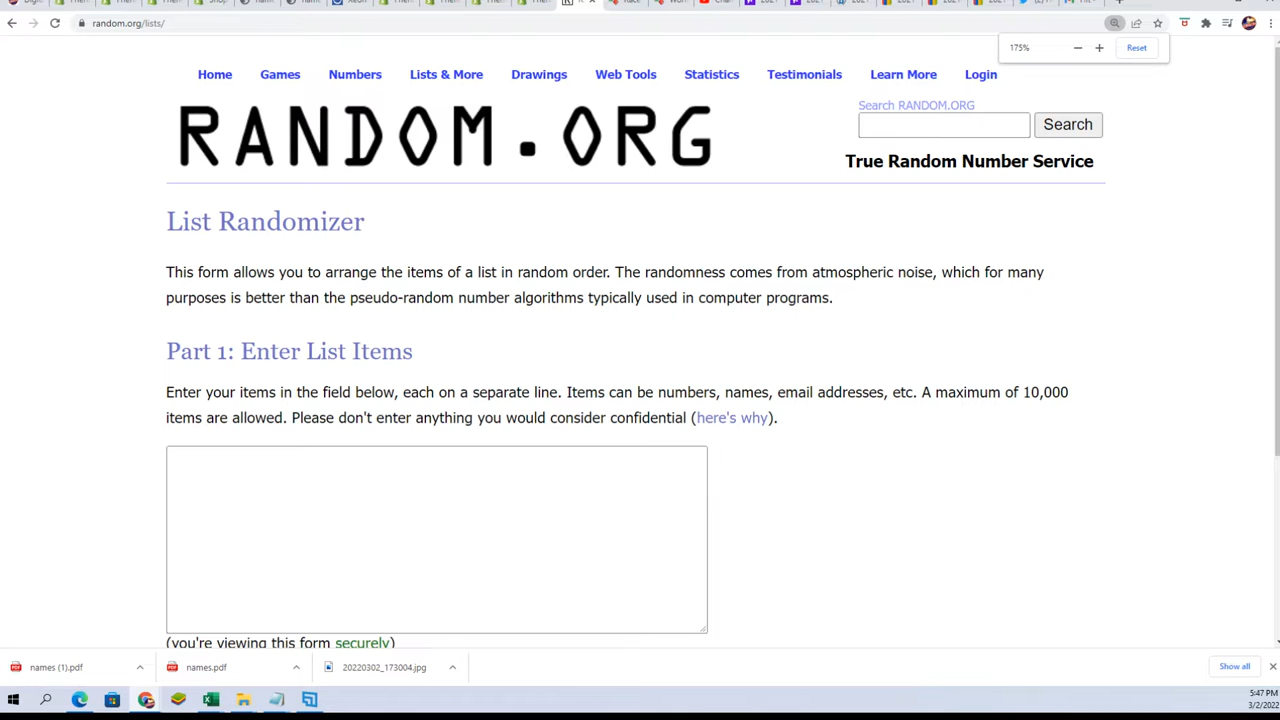 random.org/lists/
175% Reset
Home Games Numbers Lists & More Drawings Web Tools Statistics Testimonials Learn More Login
RANDOM.ORG
Search RANDOM.ORG
Search
True Random Number Service
List Randomizer
This form allows you to arrange the items of a list in random order. The randomness comes from atmospheric noise, which for many
purposes is better than the pseudo-random number algorithms typically used in computer programs.
Part 1: Enter List Items
Enter your items in the field below, each on a separate line. Items can be numbers, names, email addresses, etc. A maximum of 10,000
items are allowed. Please don't enter anything you would consider confidential (here's why).
(you're viewing this form securely)
names (1).pdf names.pdf 20220302_173004.jpg Show all
5:47 PM
3/2/2022